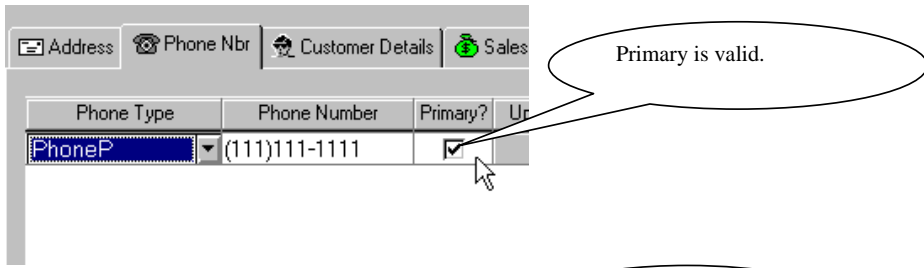 Address Phone Nbr Customer Details Sales
Primary is valid.
Phone Type Phone Number Primary?
PhoneP (111)111-1111